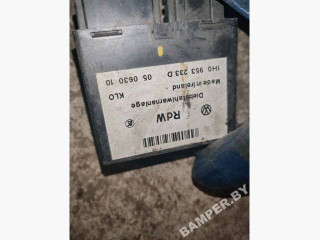 RdW
Diebstahlwarnanlage
Made in Ireland KLO
1H0 953 233 D 05 0630 10
BAMPER.BY